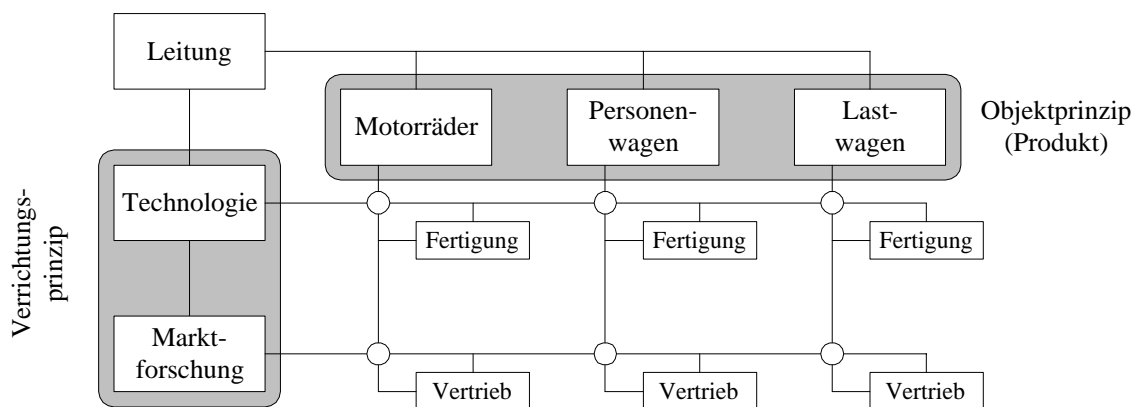 Leitung
Motorräder
Personen-
wagen
Last-
wagen
Objektprinzip
(Produkt)
Verrichtungs-
prinzip
Technologie
Fertigung
Fertigung
Fertigung
Markt-
forschung
Vertrieb
Vertrieb
Vertrieb